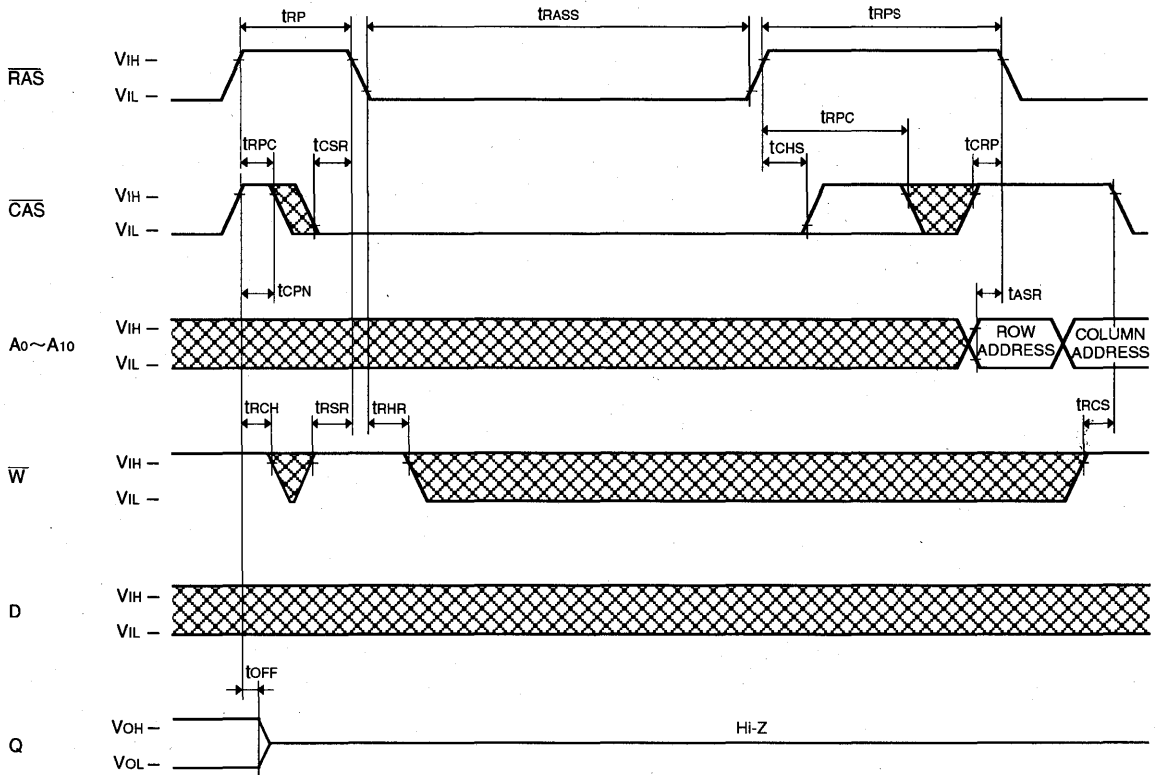 tRP tRASS tRPS
RAS VIH –
VIL –
tRPC tCSR tCHS tRPC tCRP
CAS VIH –
VIL –
tCPN tASR
A0~A10 VIH –
VIL –
ROW ADDRESS
COLUMN ADDRESS
tRCH tRSR tRHR tRCS
W VIH –
VIL –
D VIH –
VIL –
tOFF
Q VOH –
VOL –
Hi-Z